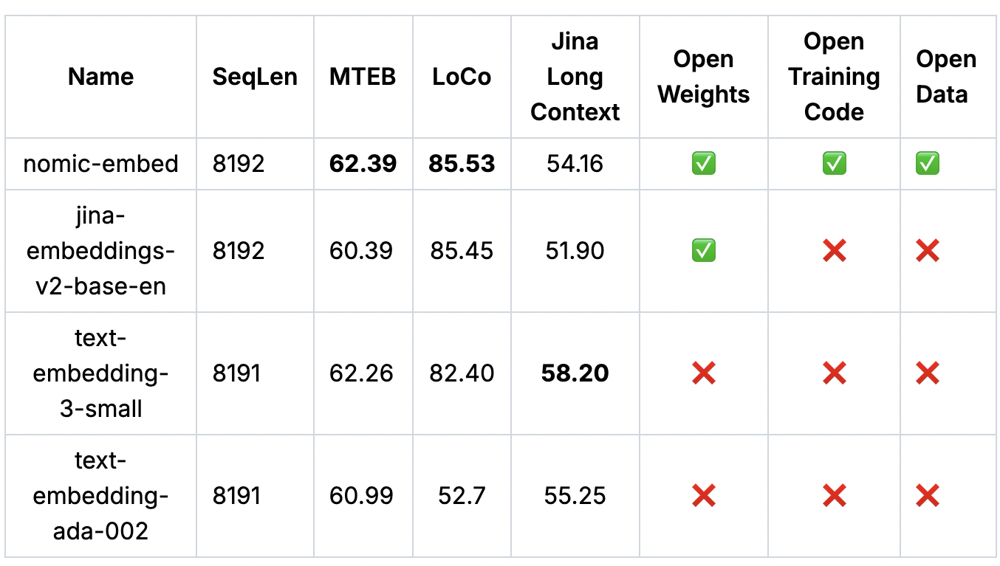 Name SeqLen MTEB LoCo Jina Long Context Open Weights Open Training Code Open Data
nomic-embed 8192 62.39 85.53 54.16 ✅ ✅ ✅
jina-embeddings-v2-base-en 8192 60.39 85.45 51.90 ✅ ❌ ❌
text-embedding-3-small 8191 62.26 82.40 58.20 ❌ ❌ ❌
text-embedding-ada-002 8191 60.99 52.7 55.25 ❌ ❌ ❌